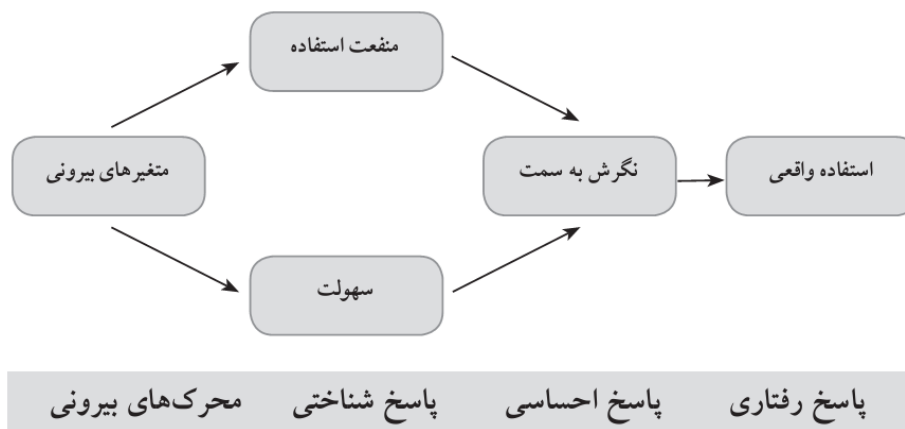 منفعت استفاده
متغیرهای بیرونی
نگرش به سمت
استفاده واقعی
سهولت
محرک‌های بیرونی
پاسخ شناختی
پاسخ احساسی
پاسخ رفتاری